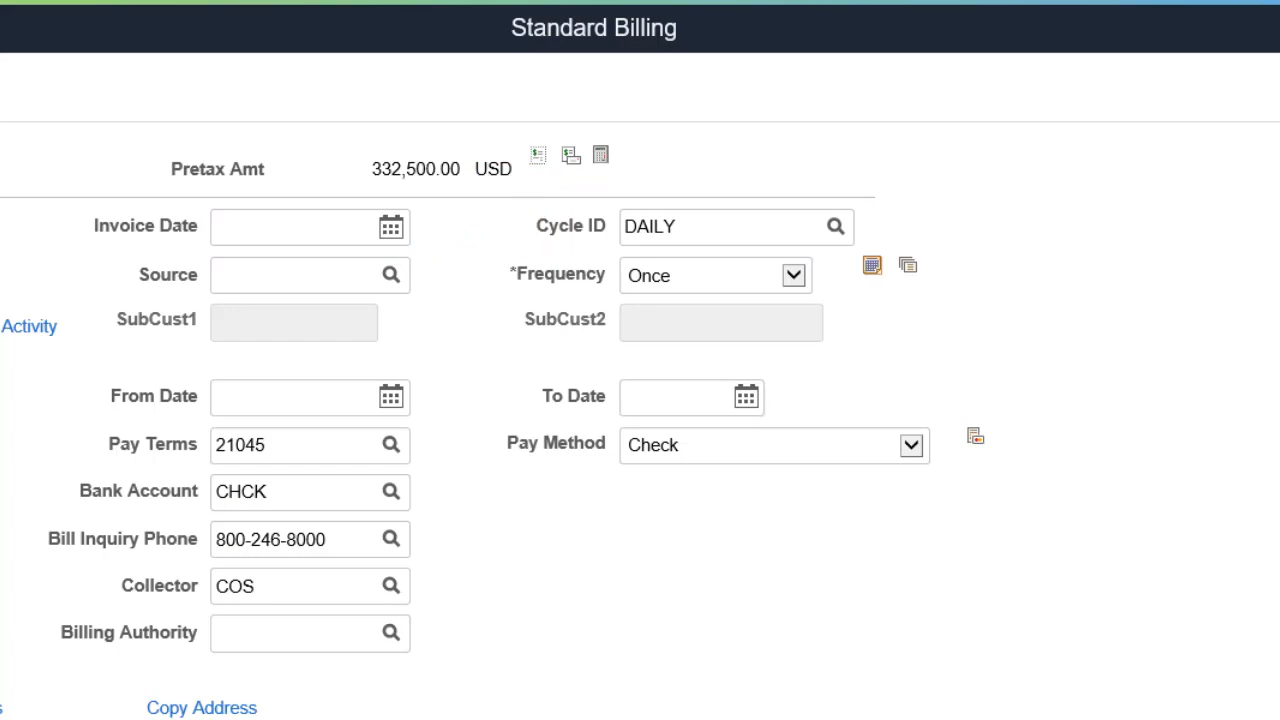 Standard Billing
Pretax Amt 332,500.00 USD
Invoice Date Cycle ID DAILY
Source *Frequency Once
Activity SubCust1 SubCust2
From Date To Date
Pay Terms 21045 Pay Method Check
Bank Account CHCK
Bill Inquiry Phone 800-246-8000
Collector COS
Billing Authority
Copy Address